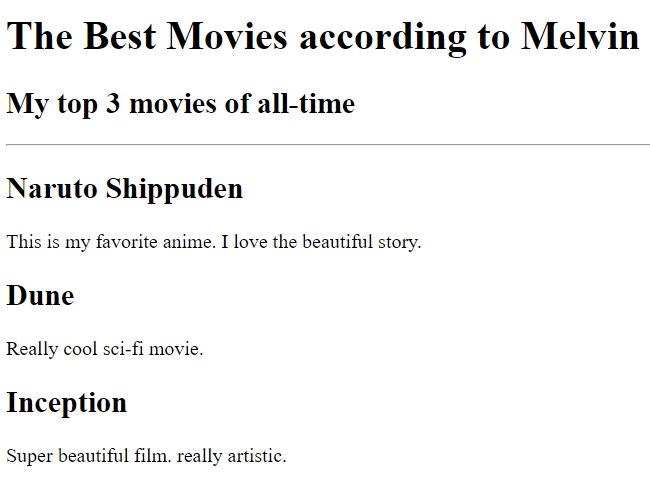 The Best Movies according to Melvin
My top 3 movies of all-time
Naruto Shippuden
This is my favorite anime. I love the beautiful story.
Dune
Really cool sci-fi movie.
Inception
Super beautiful film. really artistic.